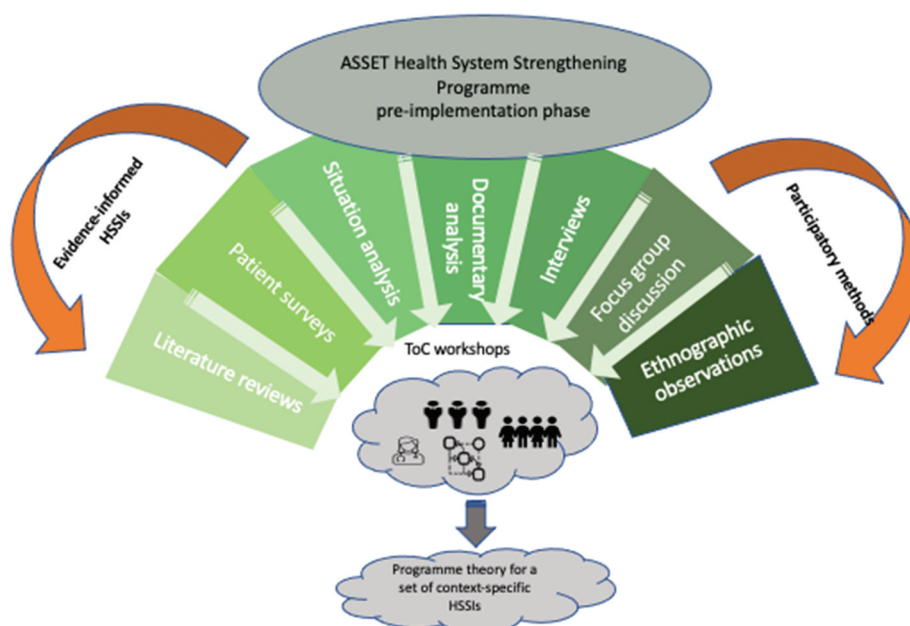 ASSET Health System Strengthening
Programme
pre-implementation phase
Evidence-informed
HSSIs
Literature reviews
Patient surveys
Situation analysis
Documentary
analysis
Interviews
Focus group
discussion
Ethnographic
observations
Participatory methods
ToC workshops
Programme theory for a
set of context-specific
HSSIs